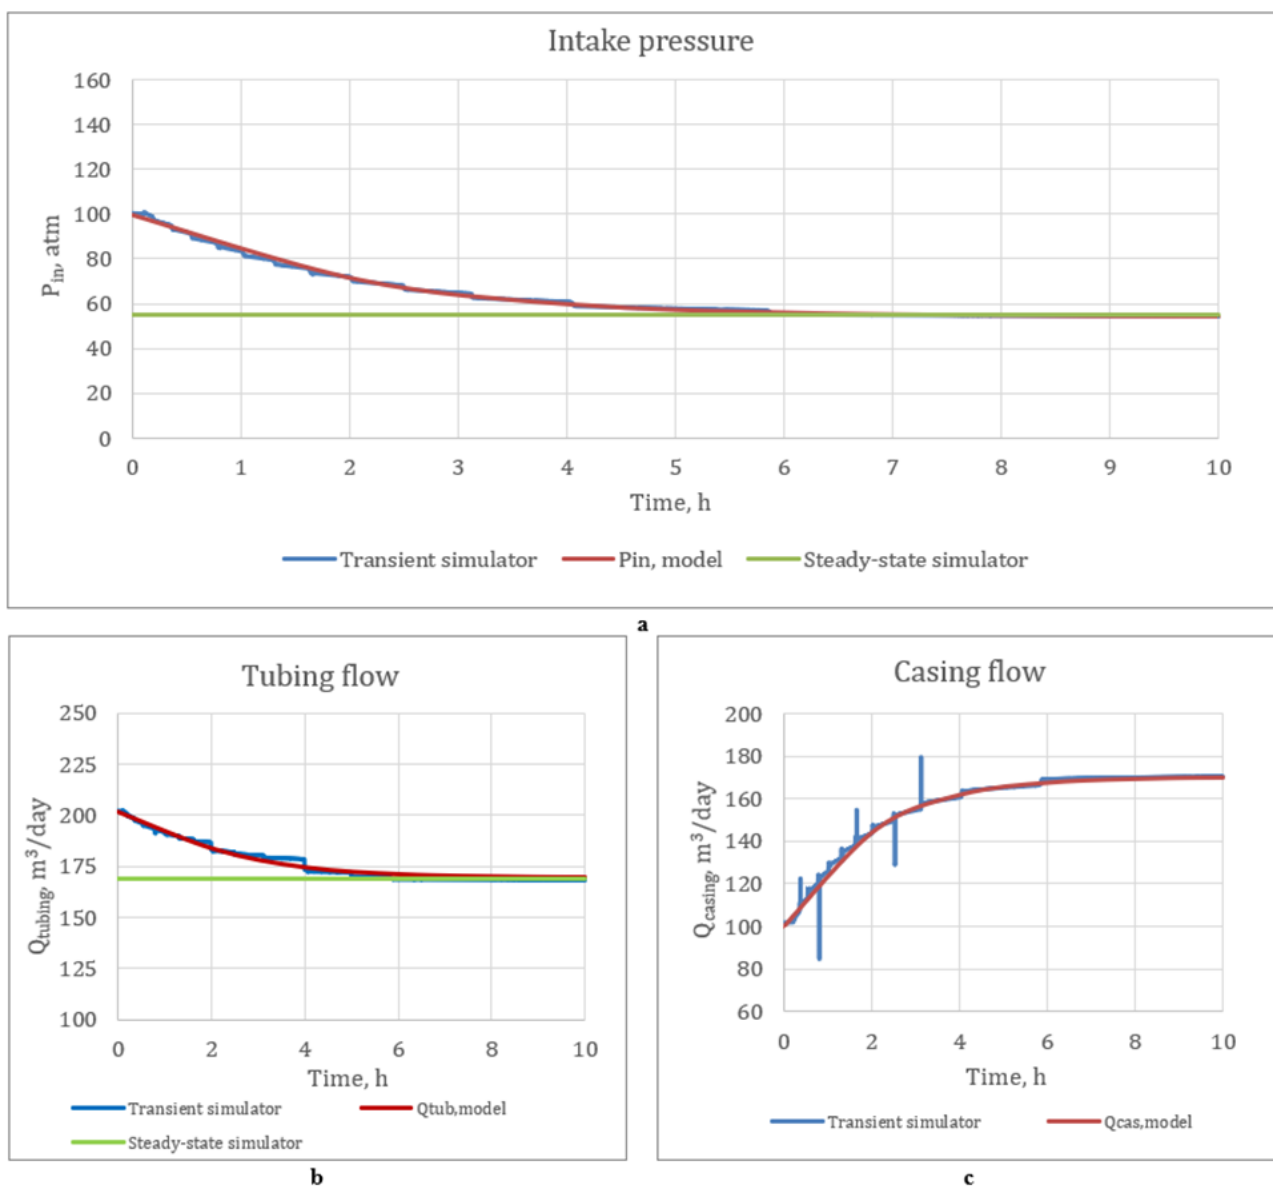 Intake pressure
160
140
120
100
80
60
40
20
0
P_in, atm
0 1 2 3 4 5 6 7 8 9 10
Time, h
Transient simulator Pin, model Steady-state simulator
a
Tubing flow
250
225
200
175
150
125
100
Q_tubing, m³/day
0 2 4 6 8 10
Time, h
Transient simulator Qtub,model
Steady-state simulator
b
Casing flow
200
180
160
140
120
100
80
60
Q_casing, m³/day
0 2 4 6 8 10
Time, h
Transient simulator Qcas,model
c